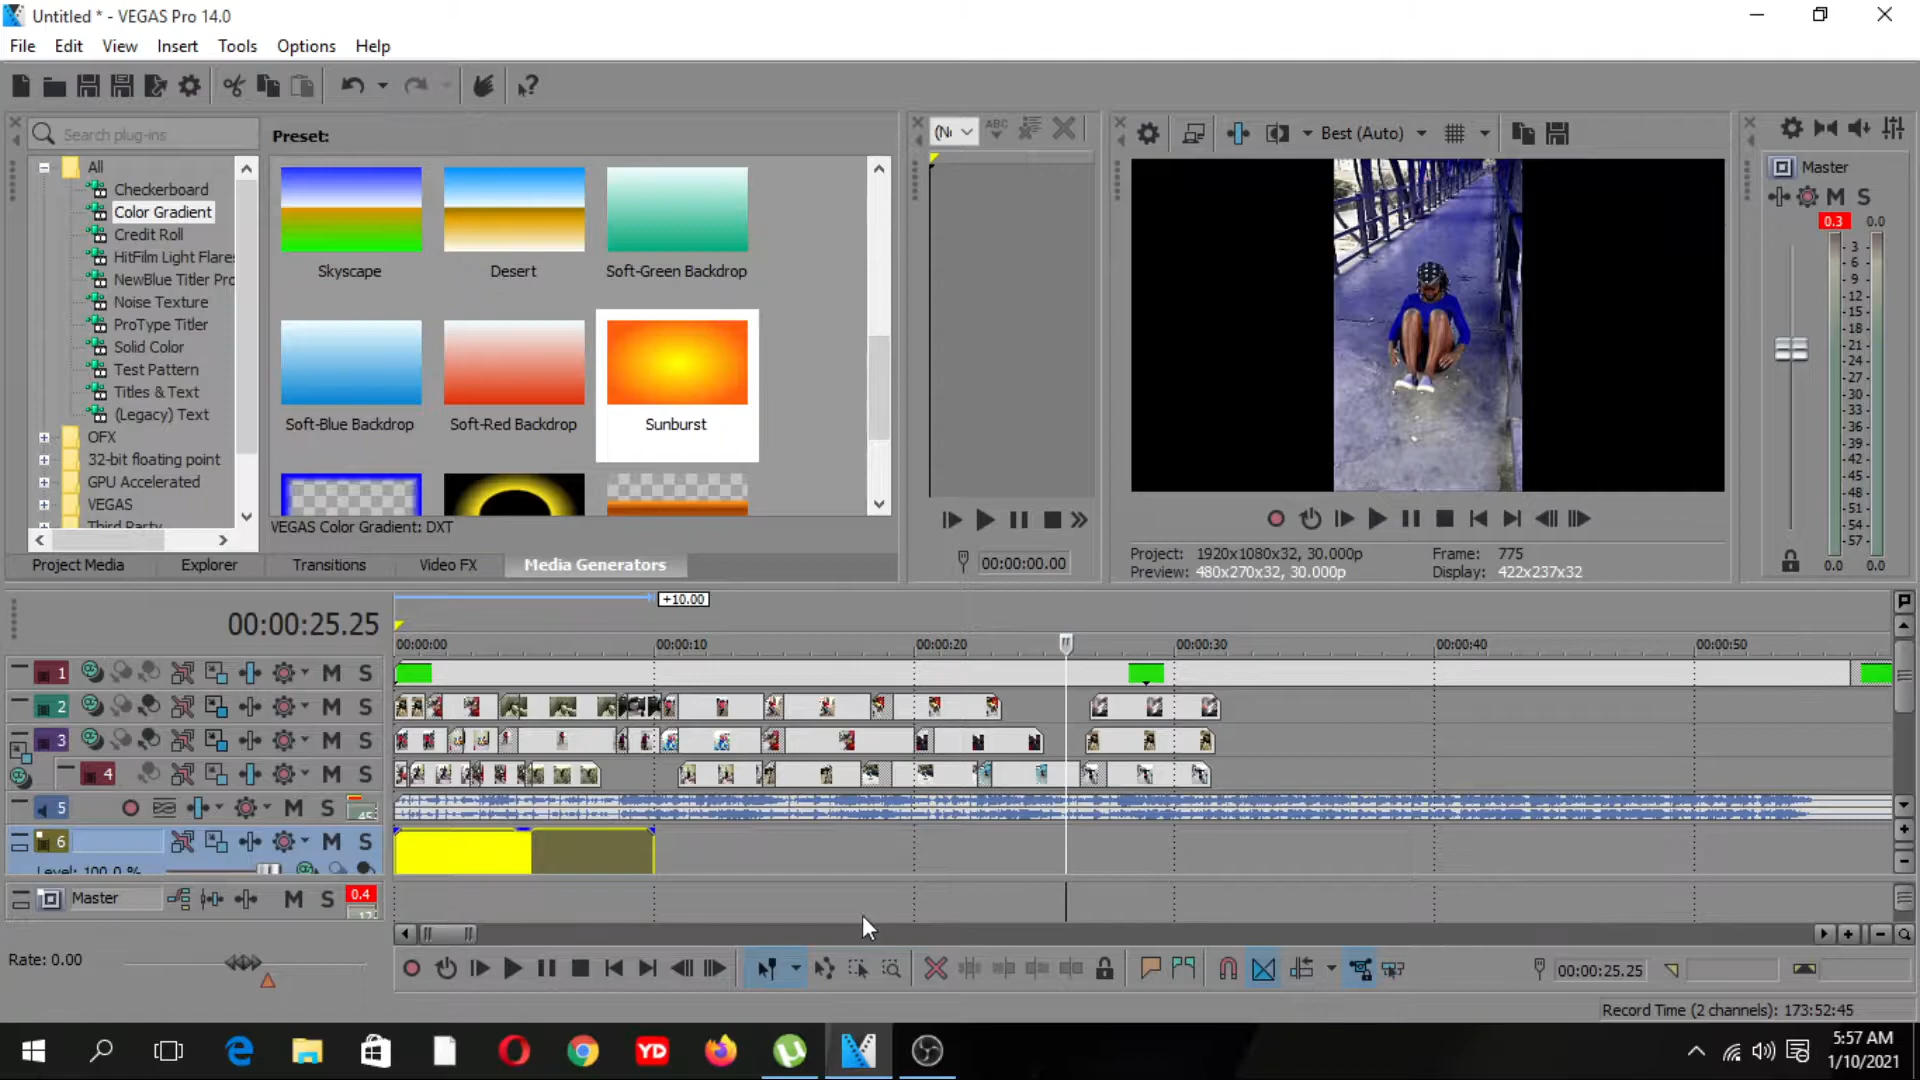 Untitled * - VEGAS Pro 14.0
File Edit View Insert Tools Options Help
Search plug-ins
Preset:
All
Checkerboard
Color Gradient
Credit Roll
HitFilm Light Flare
NewBlue Titler Pro
Noise Texture
ProType Titler
Solid Color
Test Pattern
Titles & Text
(Legacy) Text
OFX
32-bit floating point
GPU Accelerated
VEGAS
Third Party
Skyscape Desert Soft-Green Backdrop
Soft-Blue Backdrop Soft-Red Backdrop Sunburst
VEGAS Color Gradient: DXT
Project Media Explorer Transitions Video FX Media Generators
ABC
00:00:00.00
Best (Auto)
Project: 1920x1080x32, 30.000p Frame: 775
Preview: 480x270x32, 30.000p Display: 422x237x32
Master
M S
0.3 0.0
3
6
9
12
15
18
21
24
27
30
33
36
39
42
45
48
51
54
57
0.0 0.0
+10.00
00:00:25.25
00:00:00 00:00:10 00:00:20 00:00:30 00:00:40 00:00:50
1 M S
2 M S
3 M S
4 M S
5 M S 45
6 M S
Level: 100.0 %
Master M S 0.4
17
Rate: 0.00
00:00:25.25
Record Time (2 channels): 173:52:45
YD
5:57 AM
1/10/2021